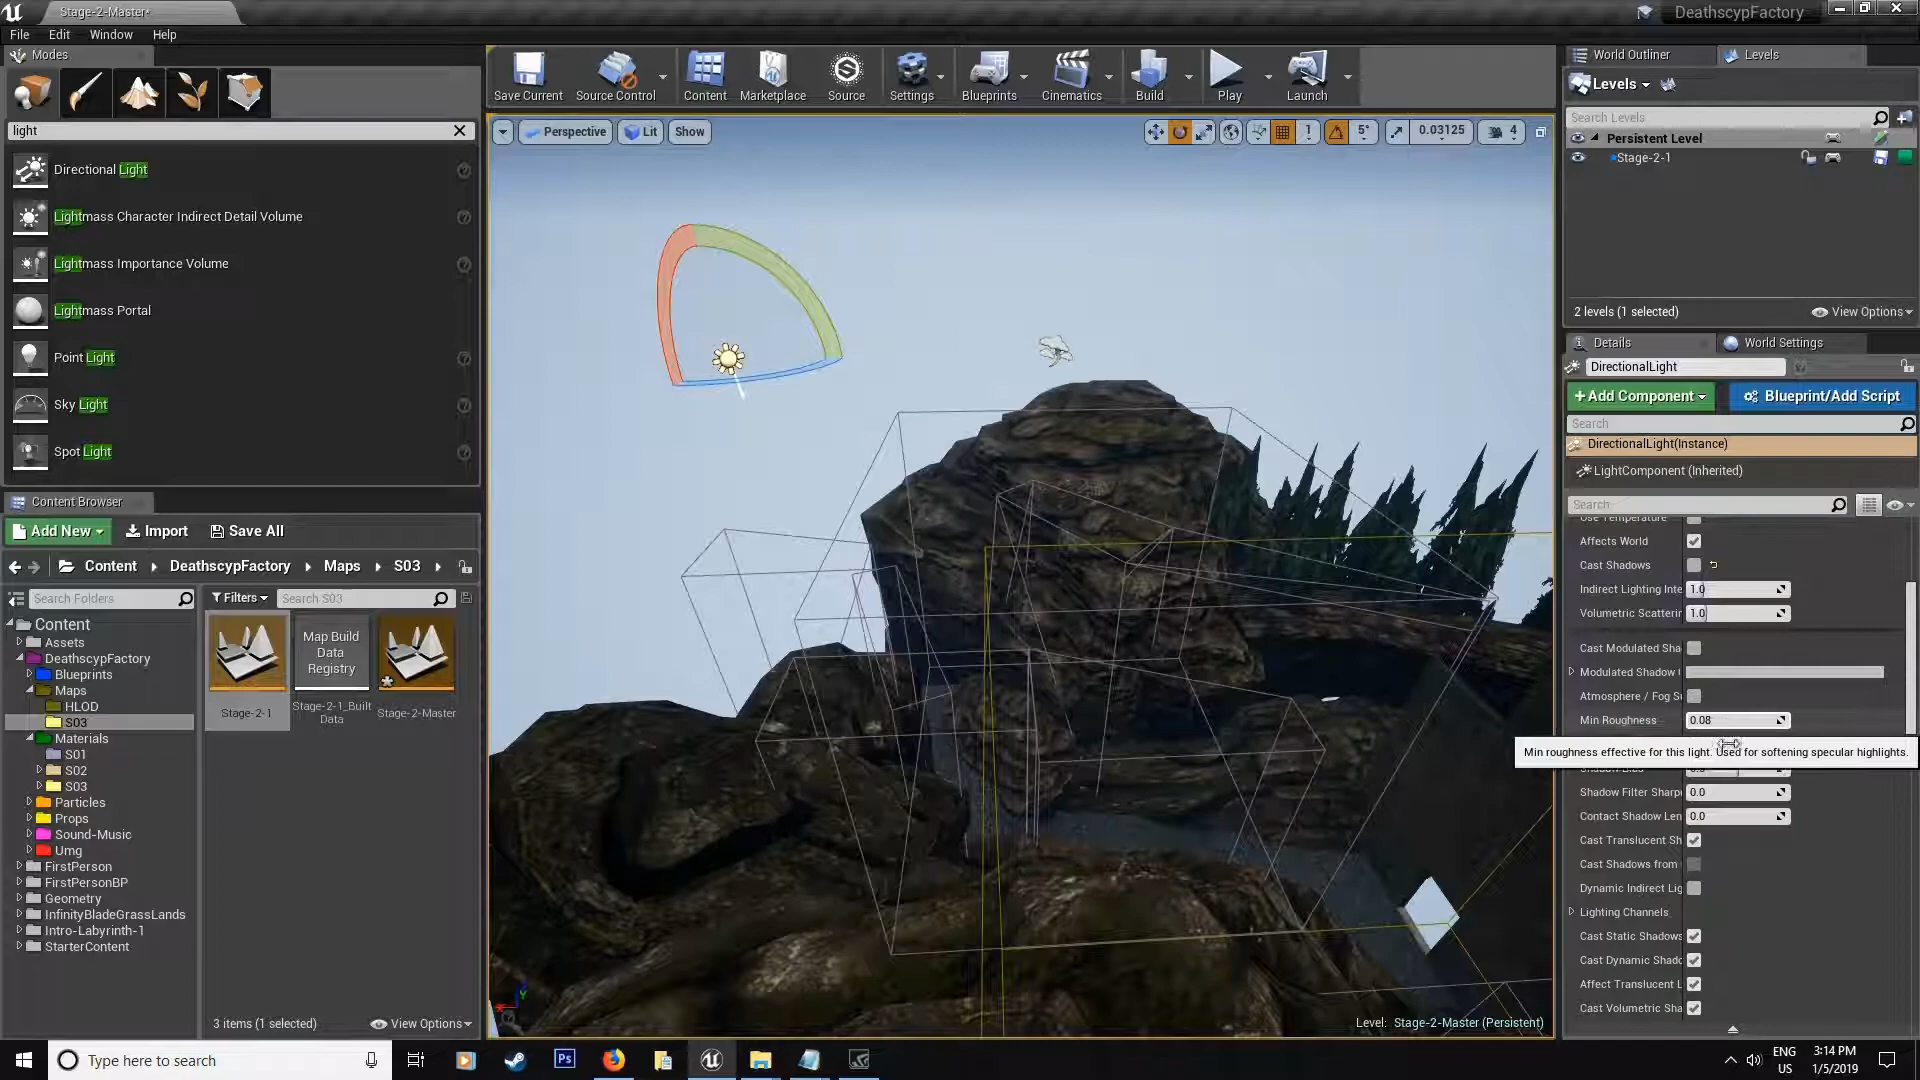 Stage-2-Master*
DeathscypFactory
File Edit Window Help
Modes
light
Directional Light
Lightmass Character Indirect Detail Volume
Lightmass Importance Volume
Lightmass Portal
Point Light
Sky Light
Spot Light
Save Current
Source Control
Content
Marketplace
Source
Settings
Blueprints
Cinematics
Build
Play
Launch
Perspective
Lit
Show
1
5°
0.03125
4
Level: Stage-2-Master (Persistent)
Content Browser
Add New
Import
Save All
Content
DeathscypFactory
Maps
S03
Search Folders
Filters
Search S03
Content
Assets
DeathscypFactory
Blueprints
Maps
HLOD
S03
Materials
S01
S02
S03
Particles
Props
Sound-Music
Umg
FirstPerson
FirstPersonBP
Geometry
InfinityBladeGrassLands
Intro-Labyrinth-1
StarterContent
Map Build
Data
Registry
Stage-2-1
Stage-2-1_Built
Data
Stage-2-Master
3 items (1 selected)
View Options
World Outliner
Levels
Levels
Search Levels
Persistent Level
Stage-2-1
2 levels (1 selected)
View Options
Details
World Settings
DirectionalLight
+Add Component
Blueprint/Add Script
Search
DirectionalLight(Instance)
LightComponent (Inherited)
Search
Use Temperature
Affects World
Cast Shadows
Indirect Lighting Inte
1.0
Volumetric Scatterin
1.0
Cast Modulated Sha
Modulated Shadow
Atmosphere / Fog S
Min Roughness
0.08
Min roughness effective for this light. Used for softening specular highlights.
Shadow Bias
Shadow Filter Sharp
0.0
Contact Shadow Len
0.0
Cast Translucent Sh
Cast Shadows from
Dynamic Indirect Lig
Lighting Channels
Cast Static Shadows
Cast Dynamic Shado
Affect Translucent L
Cast Volumetric Sha
Type here to search
Ps
ENG
US
3:14 PM
1/5/2019